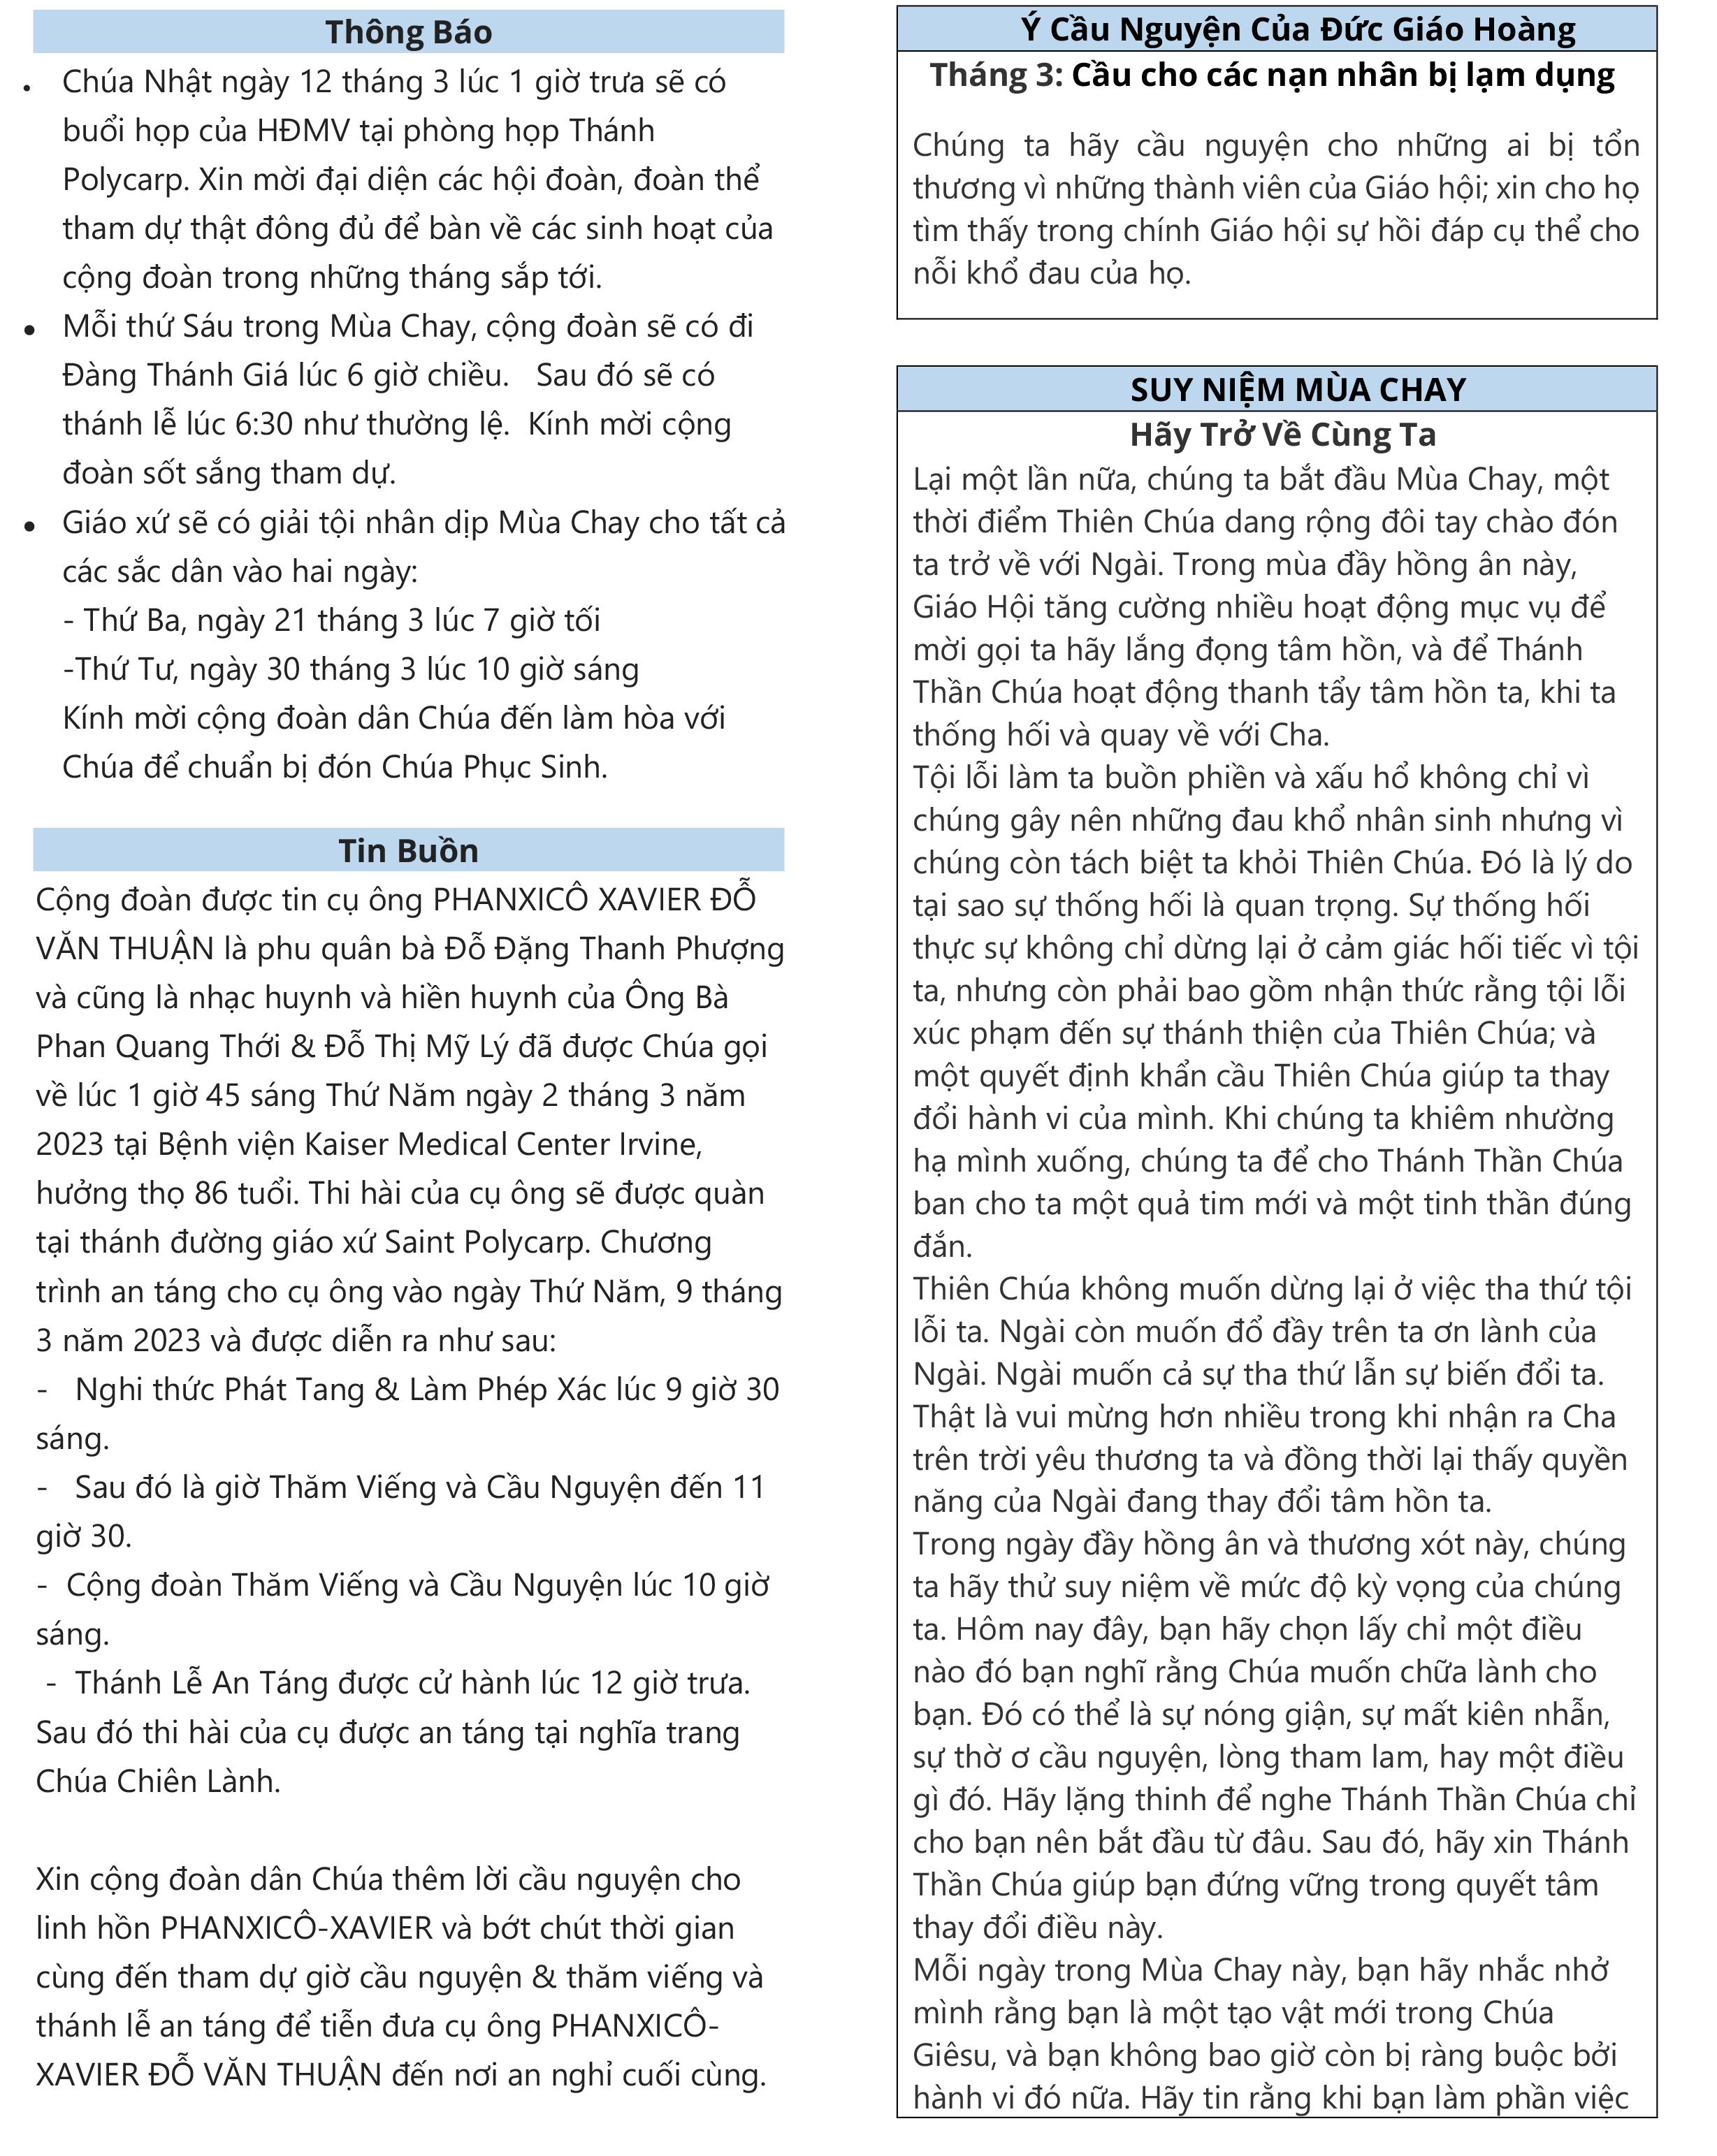 Thông Báo
• Chúa Nhật ngày 12 tháng 3 lúc 1 giờ trưa sẽ có
buổi họp của HĐMV tại phòng họp Thánh
Polycarp. Xin mời đại diện các hội đoàn, đoàn thể
tham dự thật đông đủ để bàn về các sinh hoạt của
cộng đoàn trong những tháng sắp tới.
• Mỗi thứ Sáu trong Mùa Chay, cộng đoàn sẽ có đi
Đàng Thánh Giá lúc 6 giờ chiều. Sau đó sẽ có
thánh lễ lúc 6:30 như thường lệ. Kính mời cộng
đoàn sốt sắng tham dự.
• Giáo xứ sẽ có giải tội nhân dịp Mùa Chay cho tất cả
các sắc dân vào hai ngày:
- Thứ Ba, ngày 21 tháng 3 lúc 7 giờ tối
-Thứ Tư, ngày 30 tháng 3 lúc 10 giờ sáng
Kính mời cộng đoàn dân Chúa đến làm hòa với
Chúa để chuẩn bị đón Chúa Phục Sinh.
Tin Buồn
Cộng đoàn được tin cụ ông PHANXICÔ XAVIER ĐỖ
VĂN THUẬN là phu quân bà Đỗ Đặng Thanh Phượng
và cũng là nhạc huynh và hiền huynh của Ông Bà
Phan Quang Thới & Đỗ Thị Mỹ Lý đã được Chúa gọi
về lúc 1 giờ 45 sáng Thứ Năm ngày 2 tháng 3 năm
2023 tại Bệnh viện Kaiser Medical Center Irvine,
hưởng thọ 86 tuổi. Thi hài của cụ ông sẽ được quàn
tại thánh đường giáo xứ Saint Polycarp. Chương
trình an táng cho cụ ông vào ngày Thứ Năm, 9 tháng
3 năm 2023 và được diễn ra như sau:
- Nghi thức Phát Tang & Làm Phép Xác lúc 9 giờ 30
sáng.
- Sau đó là giờ Thăm Viếng và Cầu Nguyện đến 11
giờ 30.
- Cộng đoàn Thăm Viếng và Cầu Nguyện lúc 10 giờ
sáng.
- Thánh Lễ An Táng được cử hành lúc 12 giờ trưa.
Sau đó thi hài của cụ được an táng tại nghĩa trang
Chúa Chiên Lành.
Xin cộng đoàn dân Chúa thêm lời cầu nguyện cho
linh hồn PHANXICÔ-XAVIER và bớt chút thời gian
cùng đến tham dự giờ cầu nguyện & thăm viếng và
thánh lễ an táng để tiễn đưa cụ ông PHANXICÔ-
XAVIER ĐỖ VĂN THUẬN đến nơi an nghỉ cuối cùng.
Ý Cầu Nguyện Của Đức Giáo Hoàng
Tháng 3: Cầu cho các nạn nhân bị lạm dụng
Chúng ta hãy cầu nguyện cho những ai bị tổn
thương vì những thành viên của Giáo hội; xin cho họ
tìm thấy trong chính Giáo hội sự hồi đáp cụ thể cho
nỗi khổ đau của họ.
SUY NIỆM MÙA CHAY
Hãy Trở Về Cùng Ta
Lại một lần nữa, chúng ta bắt đầu Mùa Chay, một
thời điểm Thiên Chúa dang rộng đôi tay chào đón
ta trở về với Ngài. Trong mùa đầy hồng ân này,
Giáo Hội tăng cường nhiều hoạt động mục vụ để
mời gọi ta hãy lắng đọng tâm hồn, và để Thánh
Thần Chúa hoạt động thanh tẩy tâm hồn ta, khi ta
thống hối và quay về với Cha.
Tội lỗi làm ta buồn phiền và xấu hổ không chỉ vì
chúng gây nên những đau khổ nhân sinh nhưng vì
chúng còn tách biệt ta khỏi Thiên Chúa. Đó là lý do
tại sao sự thống hối là quan trọng. Sự thống hối
thực sự không chỉ dừng lại ở cảm giác hối tiếc vì tội
ta, nhưng còn phải bao gồm nhận thức rằng tội lỗi
xúc phạm đến sự thánh thiện của Thiên Chúa; và
một quyết định khẩn cầu Thiên Chúa giúp ta thay
đổi hành vi của mình. Khi chúng ta khiêm nhường
hạ mình xuống, chúng ta để cho Thánh Thần Chúa
ban cho ta một quả tim mới và một tinh thần đúng
đắn.
Thiên Chúa không muốn dừng lại ở việc tha thứ tội
lỗi ta. Ngài còn muốn đổ đầy trên ta ơn lành của
Ngài. Ngài muốn cả sự tha thứ lẫn sự biến đổi ta.
Thật là vui mừng hơn nhiều trong khi nhận ra Cha
trên trời yêu thương ta và đồng thời lại thấy quyền
năng của Ngài đang thay đổi tâm hồn ta.
Trong ngày đầy hồng ân và thương xót này, chúng
ta hãy thử suy niệm về mức độ kỳ vọng của chúng
ta. Hôm nay đây, bạn hãy chọn lấy chỉ một điều
nào đó bạn nghĩ rằng Chúa muốn chữa lành cho
bạn. Đó có thể là sự nóng giận, sự mất kiên nhẫn,
sự thờ ơ cầu nguyện, lòng tham lam, hay một điều
gì đó. Hãy lặng thinh để nghe Thánh Thần Chúa chỉ
cho bạn nên bắt đầu từ đâu. Sau đó, hãy xin Thánh
Thần Chúa giúp bạn đứng vững trong quyết tâm
thay đổi điều này.
Mỗi ngày trong Mùa Chay này, bạn hãy nhắc nhở
mình rằng bạn là một tạo vật mới trong Chúa
Giêsu, và bạn không bao giờ còn bị ràng buộc bởi
hành vi đó nữa. Hãy tin rằng khi bạn làm phần việc